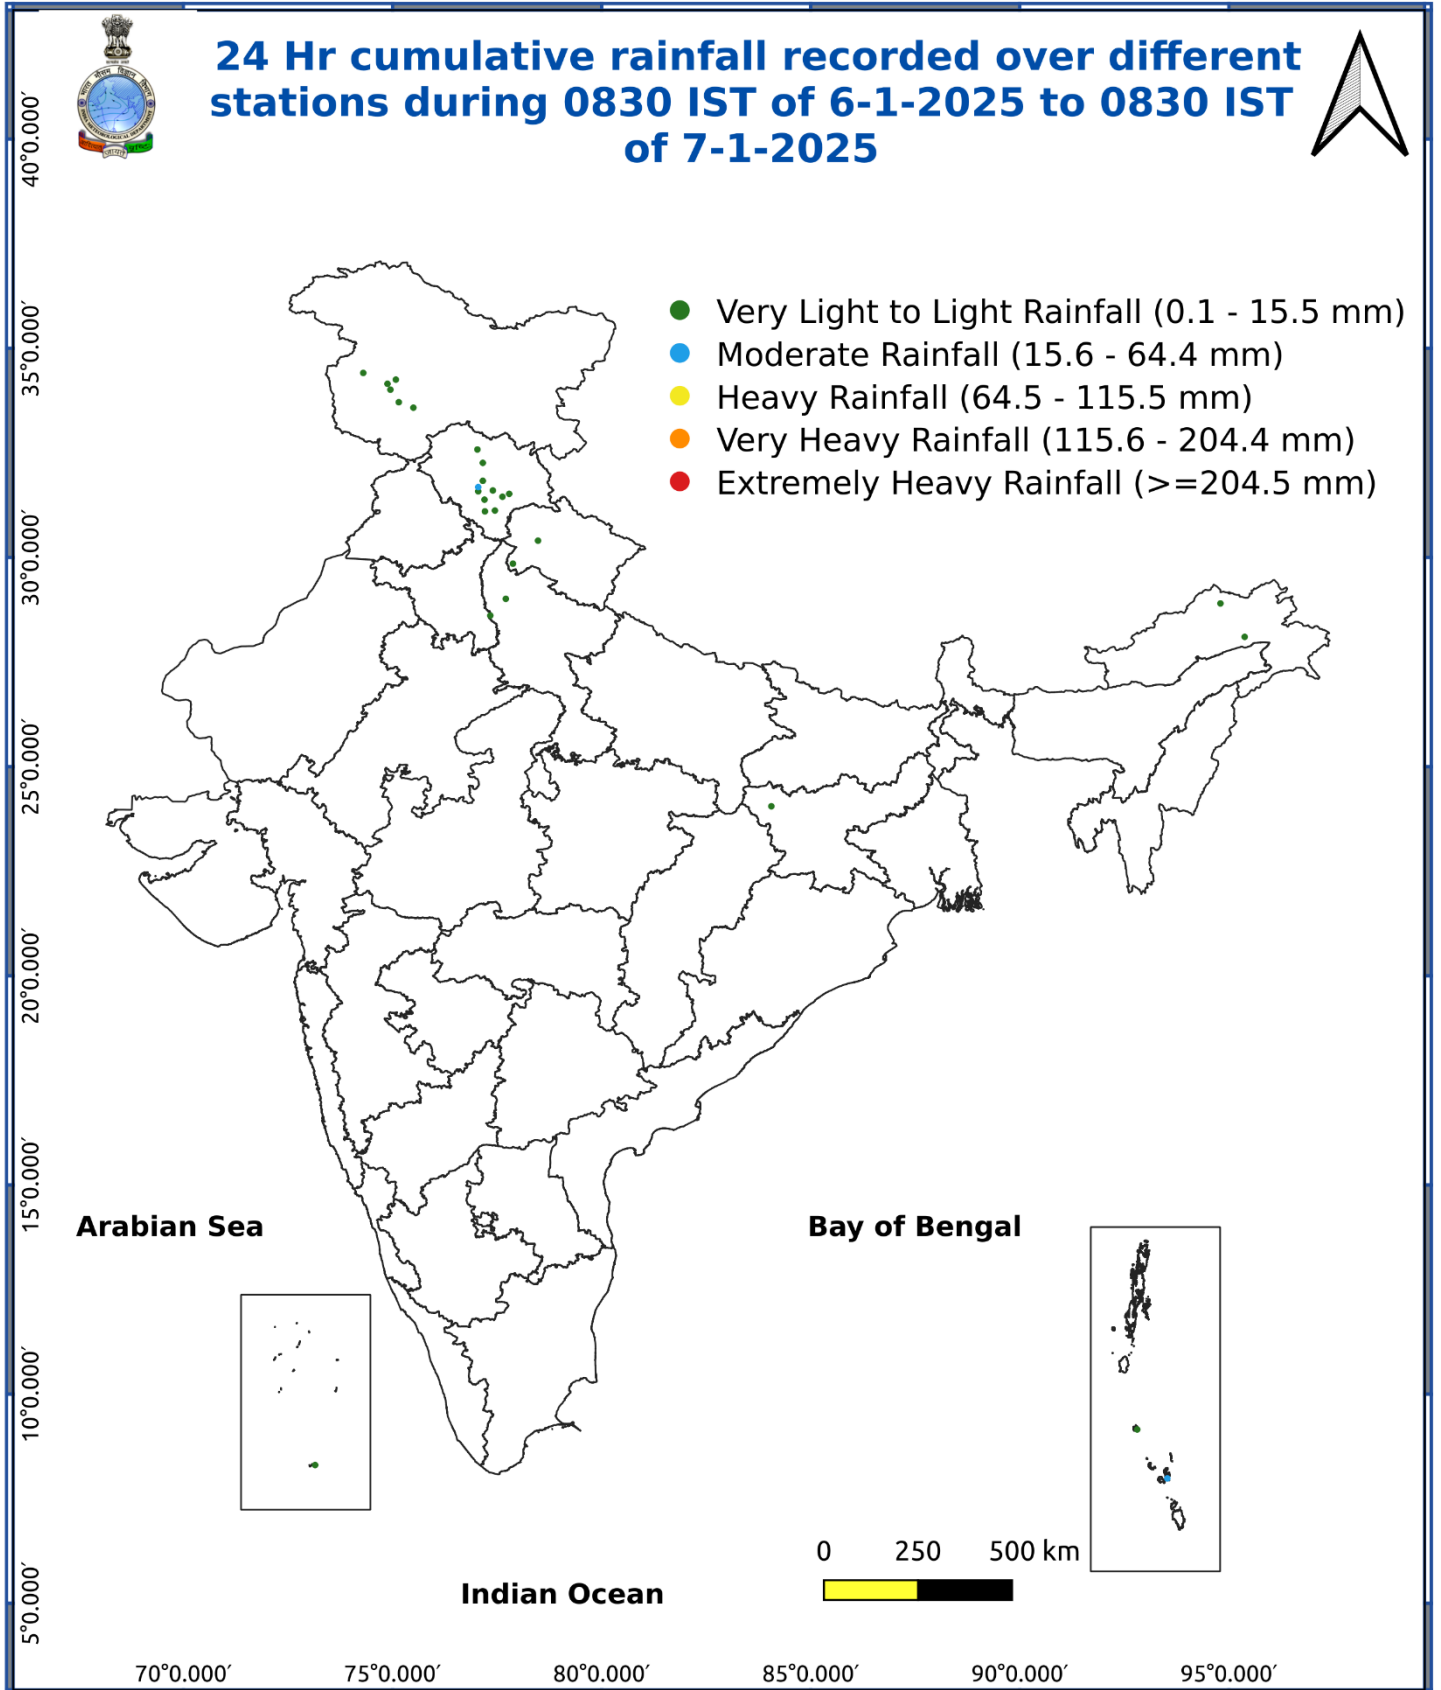 24 Hr cumulative rainfall recorded over different
stations during 0830 IST of 6-1-2025 to 0830 IST
of 7-1-2025
Very Light to Light Rainfall (0.1 - 15.5 mm)
Moderate Rainfall (15.6 - 64.4 mm)
Heavy Rainfall (64.5 - 115.5 mm)
Very Heavy Rainfall (115.6 - 204.4 mm)
Extremely Heavy Rainfall (>=204.5 mm)
40°0.000′
35°0.000′
30°0.000′
25°0.000′
20°0.000′
15°0.000′
10°0.000′
5°0.000′
Arabian Sea
Bay of Bengal
Indian Ocean
0 250 500 km
70°0.000′ 75°0.000′ 80°0.000′ 85°0.000′ 90°0.000′ 95°0.000′